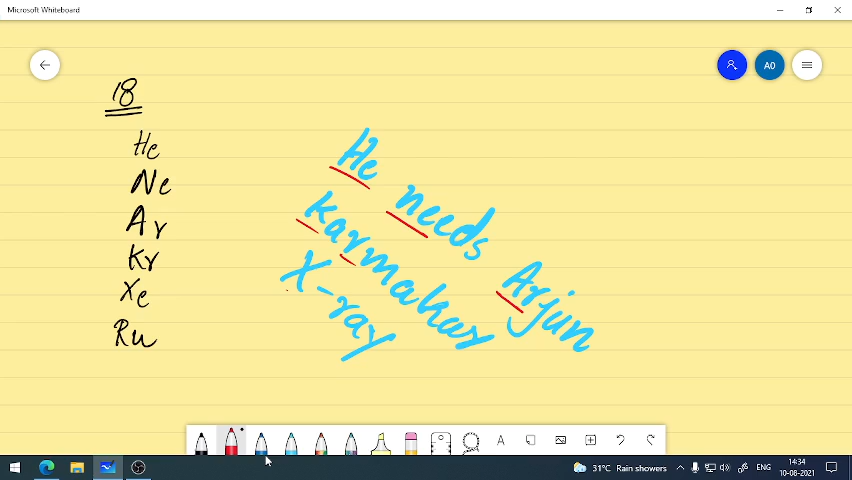 Microsoft Whiteboard
A0
18
He
Ne
Ar
Kr
Xe
Ru
He needs Arjun
karmakar
X-ray
A
31°C Rain showers
ENG
14:34
10-08-2021